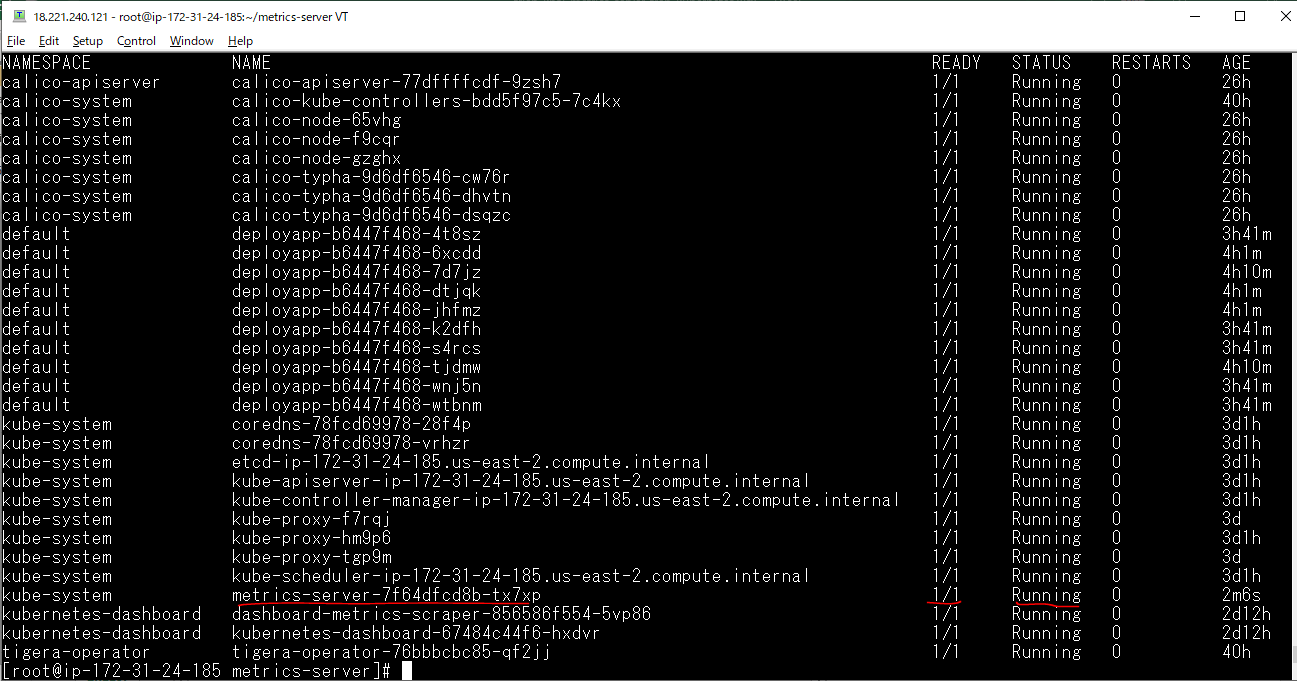 18.221.240.121 - root@ip-172-31-24-185:~/metrics-server VT
File Edit Setup Control Window Help
NAMESPACE NAME READY STATUS RESTARTS AGE
calico-apiserver calico-apiserver-77dffffcdf-9zsh7 1/1 Running 0 26h
calico-system calico-kube-controllers-bdd5f97c5-7c4kx 1/1 Running 0 40h
calico-system calico-node-65vhg 1/1 Running 0 26h
calico-system calico-node-f9cqr 1/1 Running 0 26h
calico-system calico-node-gzghx 1/1 Running 0 26h
calico-system calico-typha-9d6df6546-cw76r 1/1 Running 0 26h
calico-system calico-typha-9d6df6546-dhvtn 1/1 Running 0 26h
calico-system calico-typha-9d6df6546-dsqzc 1/1 Running 0 26h
default deployapp-b6447f468-4t8sz 1/1 Running 0 3h41m
default deployapp-b6447f468-6xcdd 1/1 Running 0 4h1m
default deployapp-b6447f468-7d7jz 1/1 Running 0 4h10m
default deployapp-b6447f468-dtjqk 1/1 Running 0 4h1m
default deployapp-b6447f468-jhfmz 1/1 Running 0 4h1m
default deployapp-b6447f468-k2dfh 1/1 Running 0 3h41m
default deployapp-b6447f468-s4rcs 1/1 Running 0 3h41m
default deployapp-b6447f468-tjdmw 1/1 Running 0 4h10m
default deployapp-b6447f468-wnj5n 1/1 Running 0 3h41m
default deployapp-b6447f468-wtbnm 1/1 Running 0 3h41m
kube-system coredns-78fcd69978-28f4p 1/1 Running 0 3d1h
kube-system coredns-78fcd69978-vrhzr 1/1 Running 0 3d1h
kube-system etcd-ip-172-31-24-185.us-east-2.compute.internal 1/1 Running 0 3d1h
kube-system kube-apiserver-ip-172-31-24-185.us-east-2.compute.internal 1/1 Running 0 3d1h
kube-system kube-controller-manager-ip-172-31-24-185.us-east-2.compute.internal 1/1 Running 0 3d1h
kube-system kube-proxy-f7rqj 1/1 Running 0 3d
kube-system kube-proxy-hm9p6 1/1 Running 0 3d1h
kube-system kube-proxy-tgp9m 1/1 Running 0 3d
kube-system kube-scheduler-ip-172-31-24-185.us-east-2.compute.internal 1/1 Running 0 3d1h
kube-system metrics-server-7f64dfcd8b-tx7xp 1/1 Running 0 2m6s
kubernetes-dashboard dashboard-metrics-scraper-856586f554-5vp86 1/1 Running 0 2d12h
kubernetes-dashboard kubernetes-dashboard-67484c44f6-hxdvr 1/1 Running 0 2d12h
tigera-operator tigera-operator-76bbbcbc85-qf2jj 1/1 Running 0 40h
[root@ip-172-31-24-185 metrics-server]#